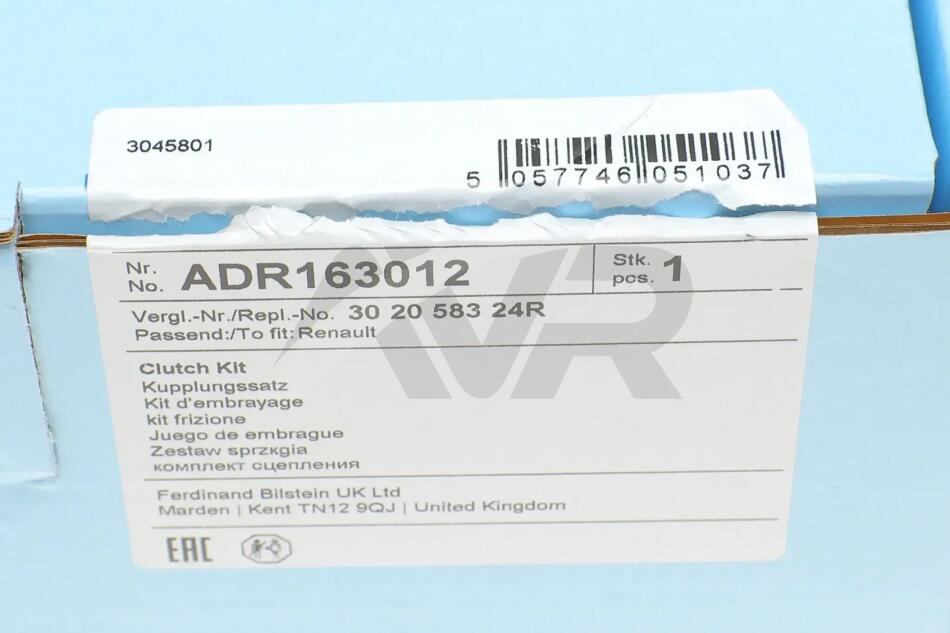 3045801
5 057746 051037
Nr. No. ADR163012 Stk. pcs. 1
Vergl.-Nr./Repl.-No. 30 20 583 24R
Passend:/To fit: Renault
Clutch Kit
Kupplungssatz
Kit d'embrayage
kit frizione
Juego de embrague
Zestaw sprzкgіa
комплект сцепления
Ferdinand Bilstein UK Ltd
Marden | Kent TN12 9QJ | United Kingdom
EAC
VR